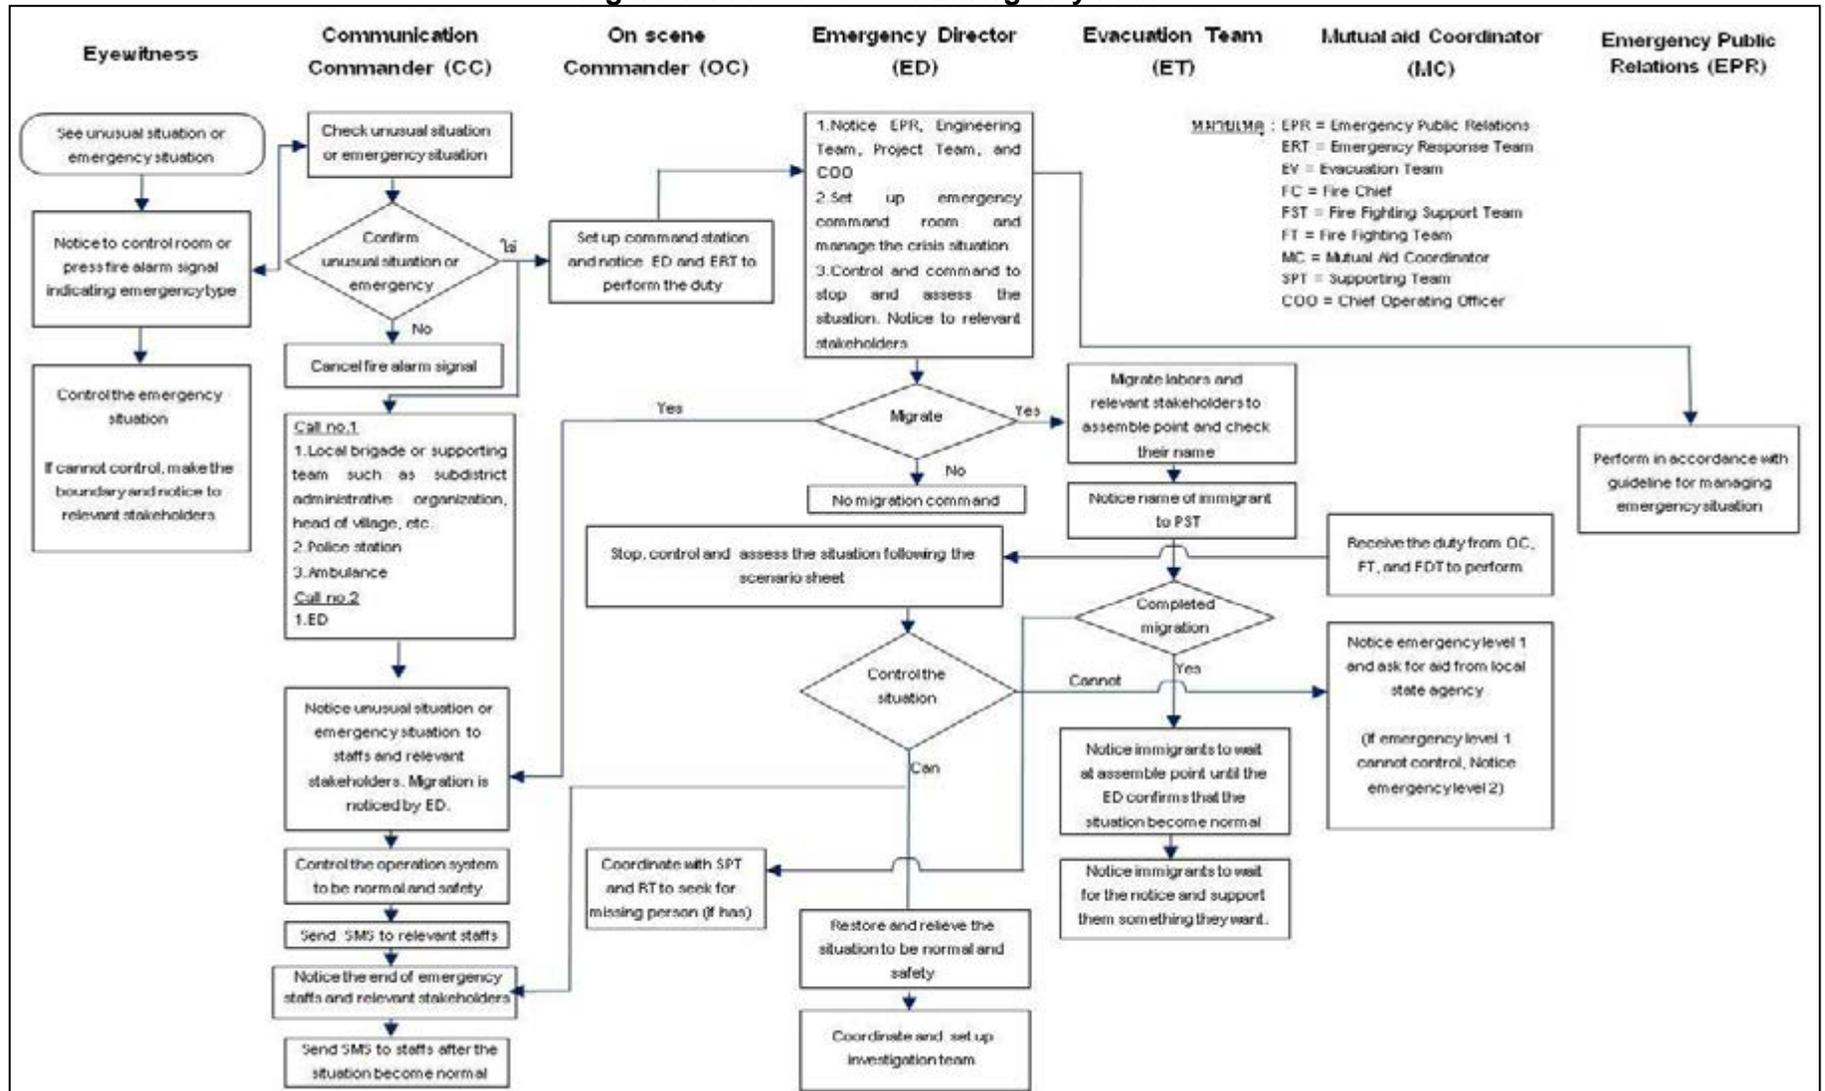 Eyewitness
Communication
Commander (CC)
On scene
Commander (OC)
Emergency Director
(ED)
Evacuation Team
(ET)
Mutual aid Coordinator
(MC)
Emergency Public
Relations (EPR)
See unusual situation or
emergency situation
Notice to control room or
press fire alarm signal
indicating emergency type
Control the emergency
situation
If cannot control, make the
boundary and notice to
relevant stakeholders
Check unusual situation
or emergency situation
Confirm
unusual situation or
emergency
ใช่
No
Cancel fire alarm signal
Call no.1
1.Local brigade or supporting
team such as subdistrict
administrative organization,
head of village, etc.
2.Police station
3.Ambulance
Call no.2
1.ED
Notice unusual situation or
emergency situation to
staffs and relevant
stakeholders. Migration is
noticed by ED.
Control the operation system
to be normal and safety
Send SMS to relevant staffs
Notice the end of emergency
staffs and relevant stakeholders
Send SMS to staffs after the
situation become normal
Set up command station
and notice ED and ERT to
perform the duty
1.Notice EPR, Engineering
Team, Project Team, and
COO
2.Set up emergency
command room and
manage the crisis situation
3.Control and command to
stop and assess the
situation. Notice to relevant
stakeholders
Migrate
Yes
Yes
No
No migration command
Stop, control and assess the situation following the
scenario sheet
Control the
situation
Cannot
Can
Coordinate with SPT
and RT to seek for
missing person (if has)
Restore and relieve the
situation to be normal and
safety
Coordinate and set up
investigation team
Migrate labors and
relevant stakeholders to
assemble point and check
their name
Notice name of immigrant
to PST
Completed
migration
Yes
Notice immigrants to wait
at assemble point until the
ED confirms that the
situation become normal
Notice immigrants to wait
for the notice and support
them something they want.
หมายเหตุ : EPR = Emergency Public Relations
ERT = Emergency Response Team
EV = Evacuation Team
FC = Fire Chief
FST = Fire Fighting Support Team
FT = Fire Fighting Team
MC = Mutual Aid Coordinator
SPT = Supporting Team
COO = Chief Operating Officer
Receive the duty from OC,
FT, and FDT to perform
Notice emergency level 1
and ask for aid from local
state agency
(If emergency level 1
cannot control, Notice
emergency level 2)
Perform in accordance with
guideline for managing
emergency situation